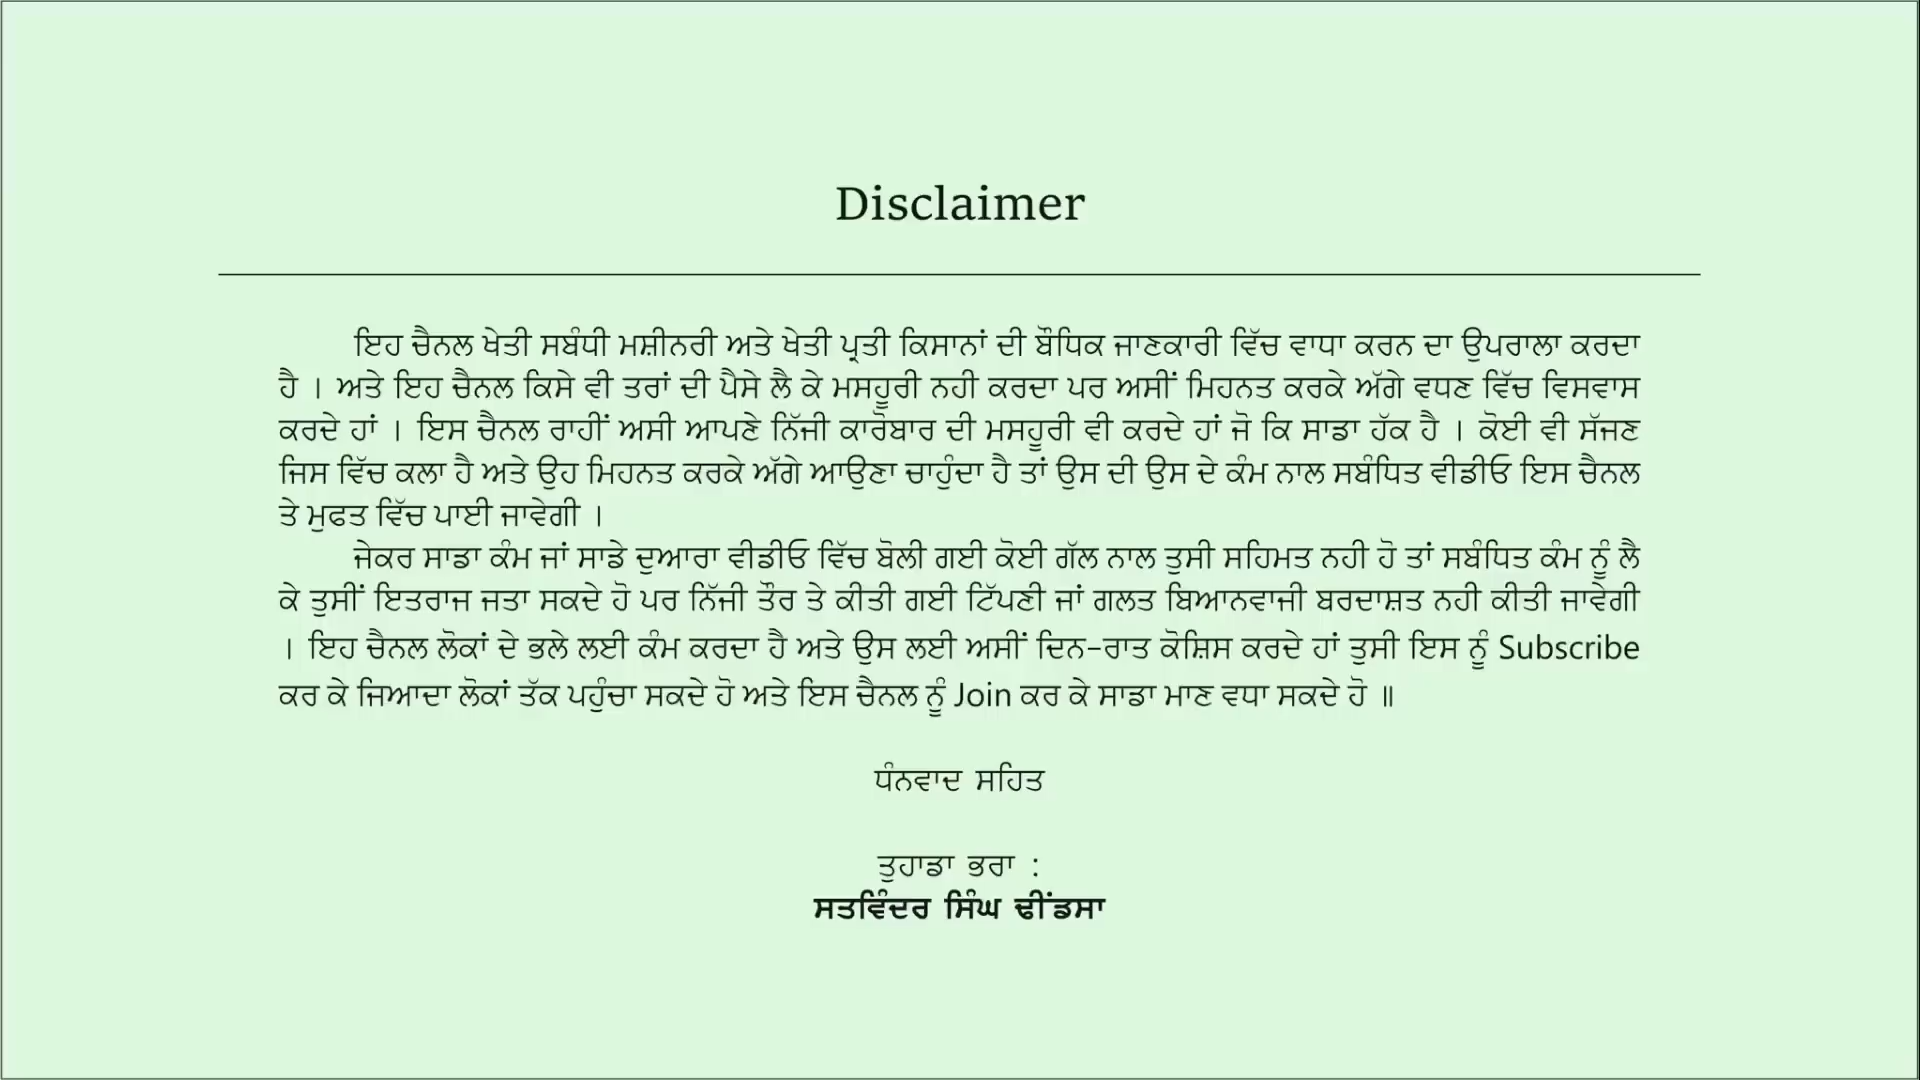 Disclaimer
ਇਹ ਚੈਨਲ ਖੇਤੀ ਸਬੰਧੀ ਮਸ਼ੀਨਰੀ ਅਤੇ ਖੇਤੀ ਪ੍ਰਤੀ ਕਿਸਾਨਾਂ ਦੀ ਬੌਧਿਕ ਜਾਣਕਾਰੀ ਵਿੱਚ ਵਾਧਾ ਕਰਨ ਦਾ ਉਪਰਾਲਾ ਕਰਦਾ
ਹੈ । ਅਤੇ ਇਹ ਚੈਨਲ ਕਿਸੇ ਵੀ ਤਰਾਂ ਦੀ ਪੈਸੇ ਲੈ ਕੇ ਮਸਹੂਰੀ ਨਹੀ ਕਰਦਾ ਪਰ ਅਸੀਂ ਮਿਹਨਤ ਕਰਕੇ ਅੱਗੇ ਵਧਣ ਵਿੱਚ ਵਿਸਵਾਸ
ਕਰਦੇ ਹਾਂ । ਇਸ ਚੈਨਲ ਰਾਹੀਂ ਅਸੀ ਆਪਣੇ ਨਿੱਜੀ ਕਾਰੋਬਾਰ ਦੀ ਮਸਹੂਰੀ ਵੀ ਕਰਦੇ ਹਾਂ ਜੋ ਕਿ ਸਾਡਾ ਹੱਕ ਹੈ । ਕੋਈ ਵੀ ਸੱਜਣ
ਜਿਸ ਵਿੱਚ ਕਲਾ ਹੈ ਅਤੇ ਉਹ ਮਿਹਨਤ ਕਰਕੇ ਅੱਗੇ ਆਉਣਾ ਚਾਹੁੰਦਾ ਹੈ ਤਾਂ ਉਸ ਦੀ ਉਸ ਦੇ ਕੰਮ ਨਾਲ ਸਬੰਧਿਤ ਵੀਡੀਓ ਇਸ ਚੈਨਲ
ਤੇ ਮੁਫਤ ਵਿੱਚ ਪਾਈ ਜਾਵੇਗੀ ।
ਜੇਕਰ ਸਾਡਾ ਕੰਮ ਜਾਂ ਸਾਡੇ ਦੁਆਰਾ ਵੀਡੀਓ ਵਿੱਚ ਬੋਲੀ ਗਈ ਕੋਈ ਗੱਲ ਨਾਲ ਤੁਸੀ ਸਹਿਮਤ ਨਹੀ ਹੋ ਤਾਂ ਸਬੰਧਿਤ ਕੰਮ ਨੂੰ ਲੈ
ਕੇ ਤੁਸੀਂ ਇਤਰਾਜ ਜਤਾ ਸਕਦੇ ਹੋ ਪਰ ਨਿੱਜੀ ਤੌਰ ਤੇ ਕੀਤੀ ਗਈ ਟਿੱਪਣੀ ਜਾਂ ਗਲਤ ਬਿਆਨਵਾਜੀ ਬਰਦਾਸ਼ਤ ਨਹੀ ਕੀਤੀ ਜਾਵੇਗੀ
। ਇਹ ਚੈਨਲ ਲੋਕਾਂ ਦੇ ਭਲੇ ਲਈ ਕੰਮ ਕਰਦਾ ਹੈ ਅਤੇ ਉਸ ਲਈ ਅਸੀਂ ਦਿਨ-ਰਾਤ ਕੋਸ਼ਿਸ ਕਰਦੇ ਹਾਂ ਤੁਸੀ ਇਸ ਨੂੰ Subscribe
ਕਰ ਕੇ ਜਿਆਦਾ ਲੋਕਾਂ ਤੱਕ ਪਹੁੰਚਾ ਸਕਦੇ ਹੋ ਅਤੇ ਇਸ ਚੈਨਲ ਨੂੰ Join ਕਰ ਕੇ ਸਾਡਾ ਮਾਣ ਵਧਾ ਸਕਦੇ ਹੋ ॥
ਧੰਨਵਾਦ ਸਹਿਤ
ਤੁਹਾਡਾ ਭਰਾ :
ਸਤਵਿੰਦਰ ਸਿੰਘ ਢੀਂਡਸਾ